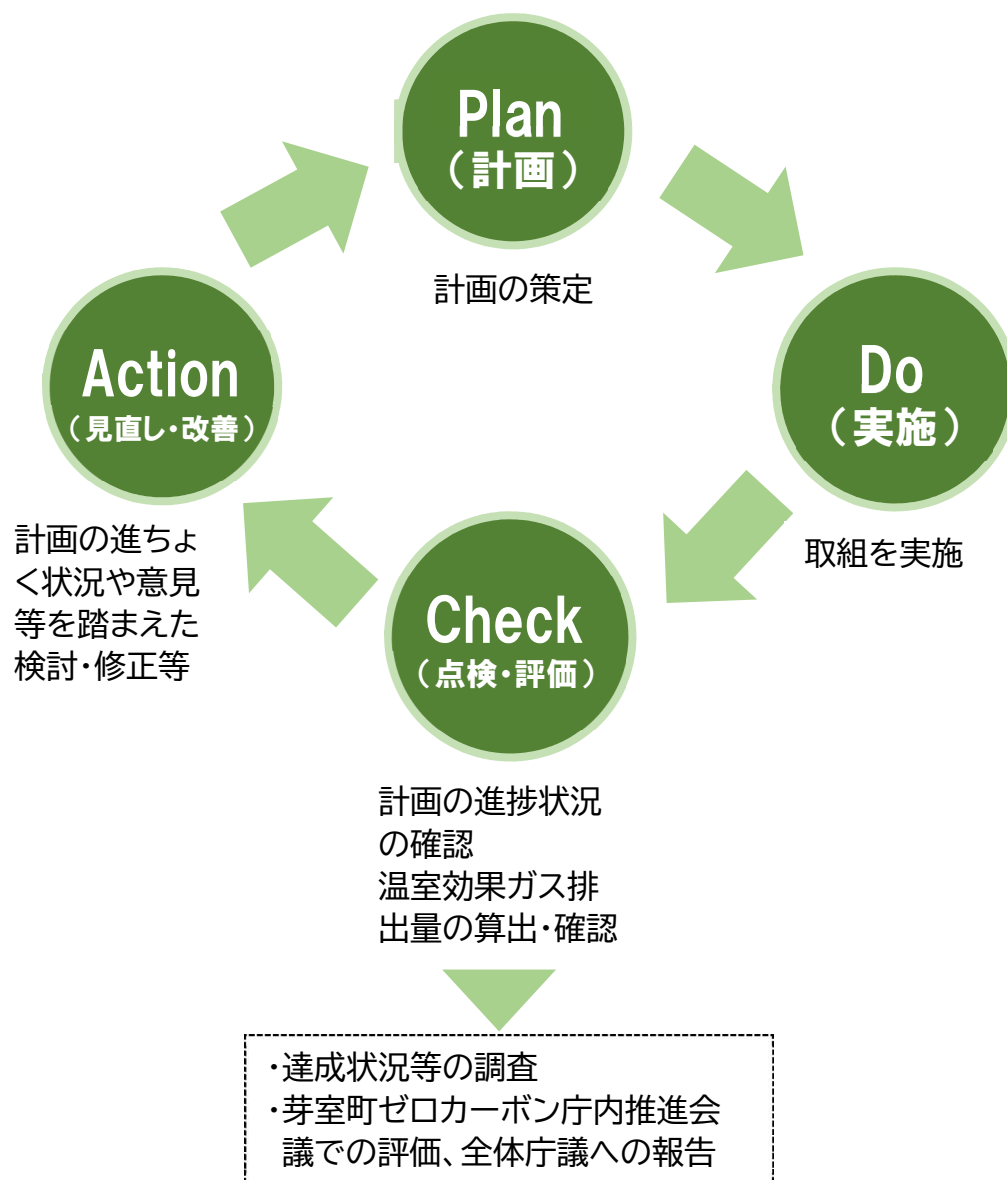 Plan
（計画）
計画の策定
Do
（実施）
取組を実施
Check
（点検・評価）
計画の進捗状況
の確認
温室効果ガス排
出量の算出・確認
・達成状況等の調査
・芽室町ゼロカーボン庁内推進会
議での評価、全体庁議への報告
Action
（見直し・改善）
計画の進ちょ
く状況や意見
等を踏まえた
検討・修正等